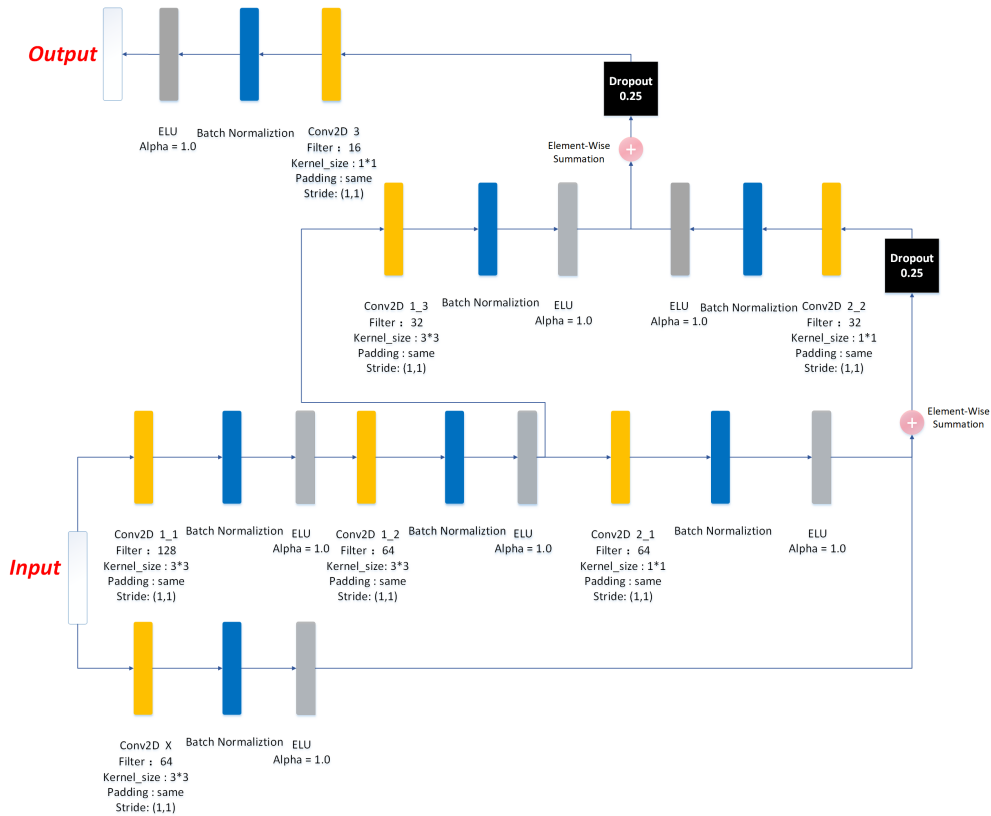 Output
Dropout
0.25
ELU
Alpha = 1.0
Batch Normaliztion
Conv2D 3
Filter : 16
Kernel_size : 1*1
Padding : same
Stride: (1,1)
Element-Wise
Summation
Dropout
0.25
Conv2D 1_3
Filter : 32
Kernel_size : 3*3
Padding : same
Stride: (1,1)
Batch Normaliztion
ELU
Alpha = 1.0
ELU
Alpha = 1.0
Batch Normaliztion
Conv2D 2_2
Filter : 32
Kernel_size : 1*1
Padding : same
Stride: (1,1)
Element-Wise
Summation
Input
Conv2D 1_1
Filter : 128
Kernel_size : 3*3
Padding : same
Stride: (1,1)
Batch Normaliztion
ELU
Alpha = 1.0
Conv2D 1_2
Filter : 64
Kernel_size : 3*3
Padding : same
Stride: (1,1)
Batch Normaliztion
ELU
Alpha = 1.0
Conv2D 2_1
Filter : 64
Kernel_size : 1*1
Padding : same
Stride: (1,1)
Batch Normaliztion
ELU
Alpha = 1.0
Conv2D X
Filter : 64
Kernel_size : 3*3
Padding : same
Stride: (1,1)
Batch Normaliztion
ELU
Alpha = 1.0